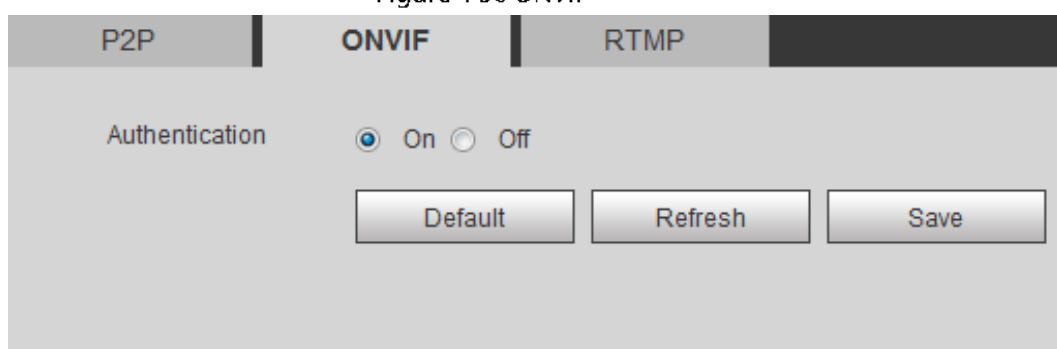 P2P ONVIF RTMP
Authentication On Off
Default Refresh Save